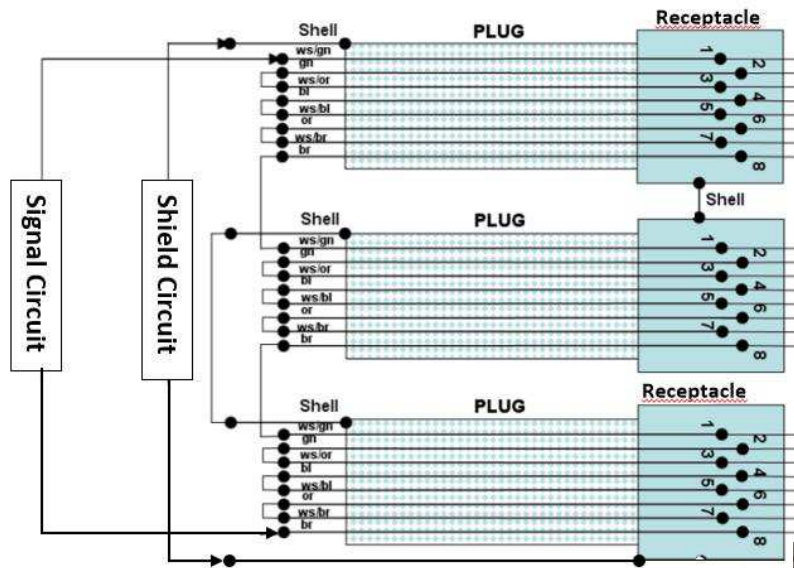 Receptacle
Shell
PLUG
ws/gn
gn
ws/or
bl
ws/bl
or
ws/br
br
1
2
3
4
5
6
7
8
Signal Circuit
Shield Circuit
Shell
Shell
PLUG
ws/gn
gn
ws/or
bl
ws/bl
or
ws/br
br
1
2
3
4
5
6
7
8
Receptacle
Shell
PLUG
ws/gn
gn
ws/or
bl
ws/bl
or
ws/br
br
1
2
3
4
5
6
7
8